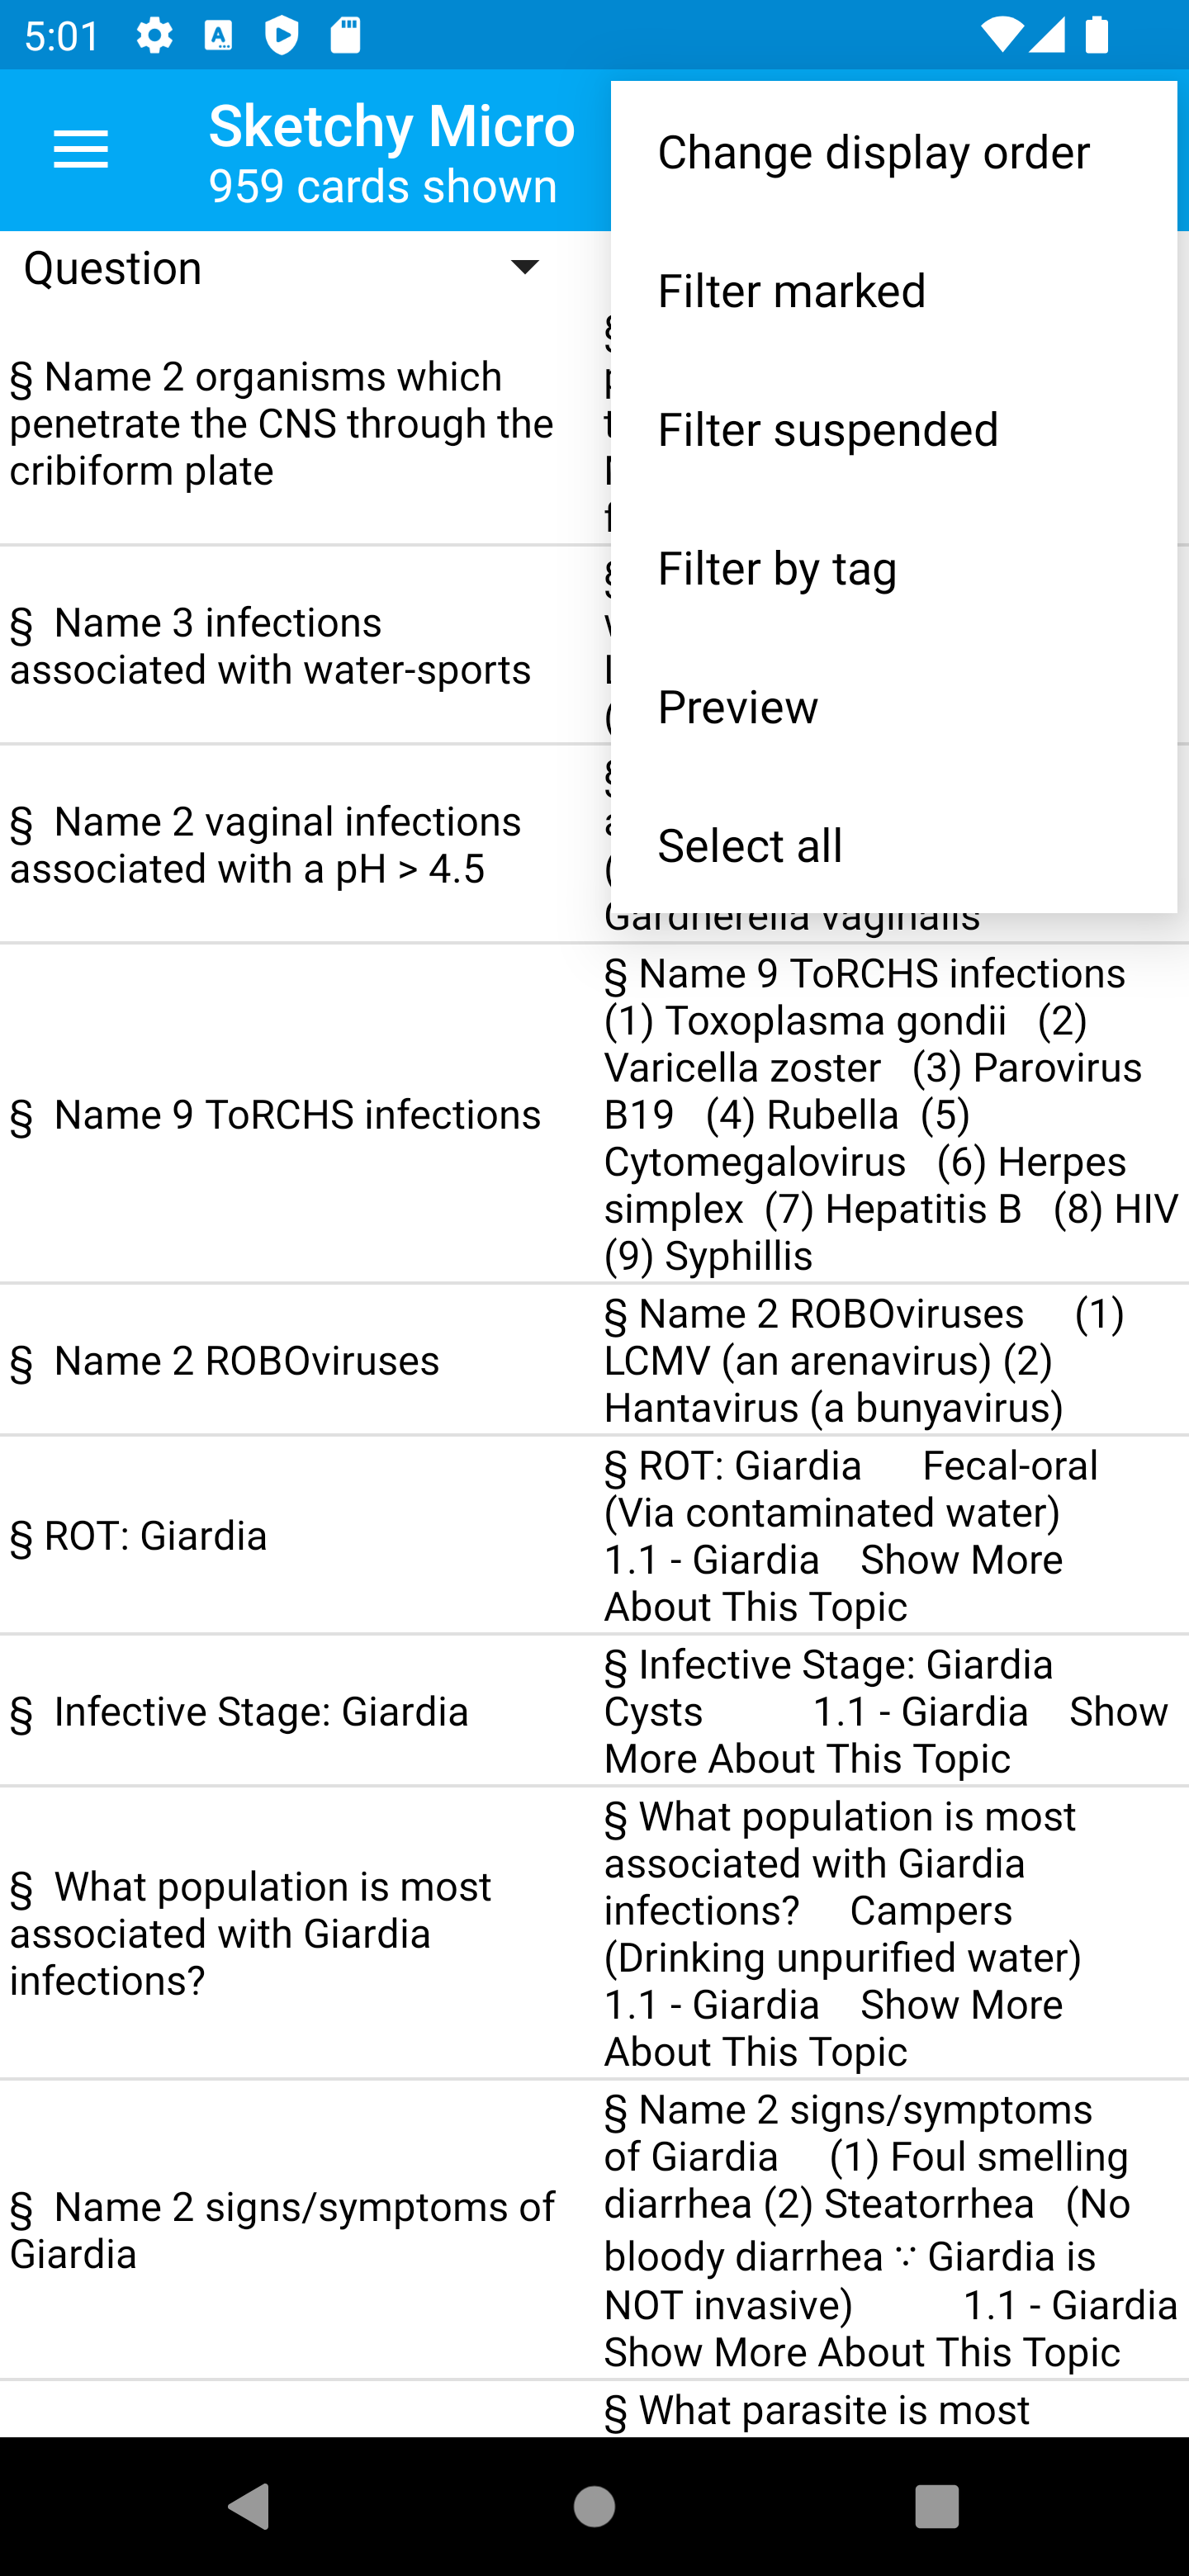 5:01
Sketchy Micro
959 cards shown
Change display order
Filter marked
Filter suspended
Filter by tag
Preview
Select all
Question
§ Name 2 organisms which
penetrate the CNS through the
cribiform plate
§  Name 3 infections
associated with water-sports
§  Name 2 vaginal infections
associated with a pH > 4.5
Gardnerella vaginalis
§  Name 9 ToRCHS infections
§ Name 9 ToRCHS infections
(1) Toxoplasma gondii   (2)
Varicella zoster   (3) Parovirus
B19   (4) Rubella  (5)
Cytomegalovirus   (6) Herpes
simplex  (7) Hepatitis B   (8) HIV
(9) Syphillis
§  Name 2 ROBOviruses
§ Name 2 ROBOviruses     (1)
LCMV (an arenavirus) (2)
Hantavirus (a bunyavirus)
§ ROT: Giardia
§ ROT: Giardia      Fecal-oral
(Via contaminated water)
1.1 - Giardia    Show More
About This Topic
§  Infective Stage: Giardia
§ Infective Stage: Giardia
Cysts           1.1 - Giardia    Show
More About This Topic
§  What population is most
associated with Giardia
infections?
§ What population is most
associated with Giardia
infections?     Campers
(Drinking unpurified water)
1.1 - Giardia    Show More
About This Topic
§  Name 2 signs/symptoms of
Giardia
§ Name 2 signs/symptoms
of Giardia     (1) Foul smelling
diarrhea (2) Steatorrhea   (No
bloody diarrhea ∵ Giardia is
NOT invasive)           1.1 - Giardia
Show More About This Topic
§ What parasite is most